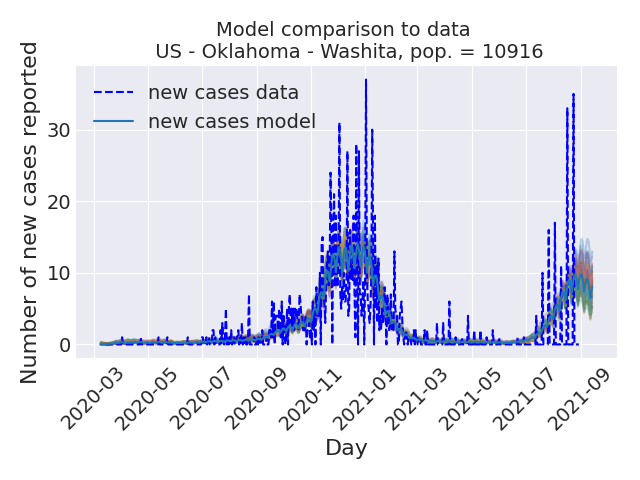 Model comparison to data
US - Oklahoma - Washita, pop. = 10916
Number of new cases reported
new cases data
new cases model
30
20
10
0
2020-03
2020-05
2020-07
2020-09
2020-11
2021-01
2021-03
2021-05
2021-07
2021-09
Day